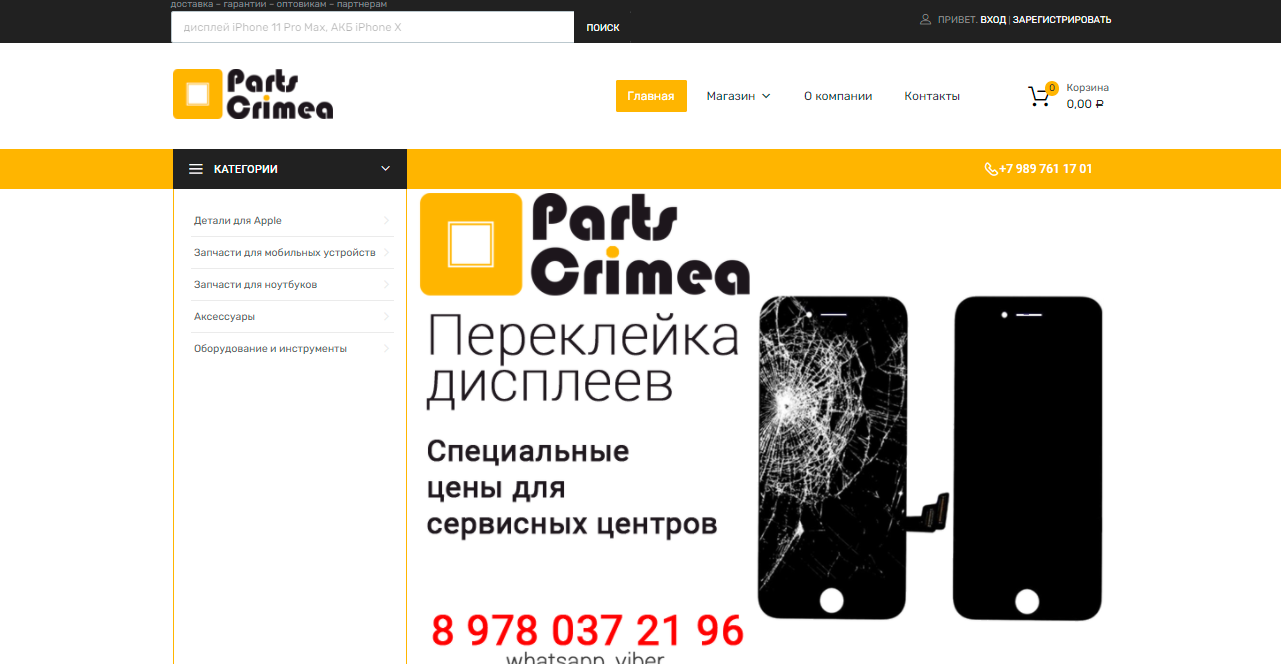 доставка – гарантии – оптовикам – партнерам
дисплей iPhone 11 Pro Max, АКБ iPhone X
ПОИСК
ПРИВЕТ. ВХОД | ЗАРЕГИСТРИРОВАТЬ
Parts
Crimea
Главная
Магазин
О компании
Контакты
0
Корзина
0,00 ₽
КАТЕГОРИИ
+7 989 761 17 01
Детали для Apple
Запчасти для мобильных устройств
Запчасти для ноутбуков
Аксессуары
Оборудование и инструменты
Parts
Crimea
Переклейка
дисплеев
Специальные
цены для
сервисных центров
8 978 037 21 96
whatsapp, viber